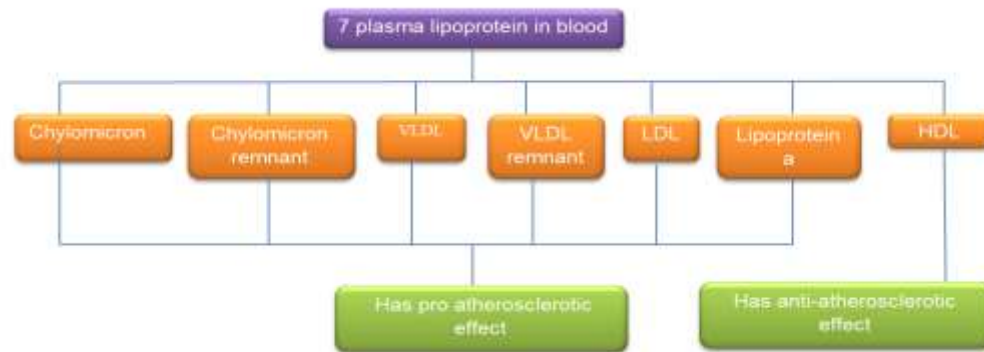 7 plasma lipoprotein in blood
Chylomicron
Chylomicron
remnant
VLDL
VLDL
remnant
LDL
Lipoprotein
a
HDL
Has pro atherosclerotic
effect
Has anti-atherosclerotic
effect